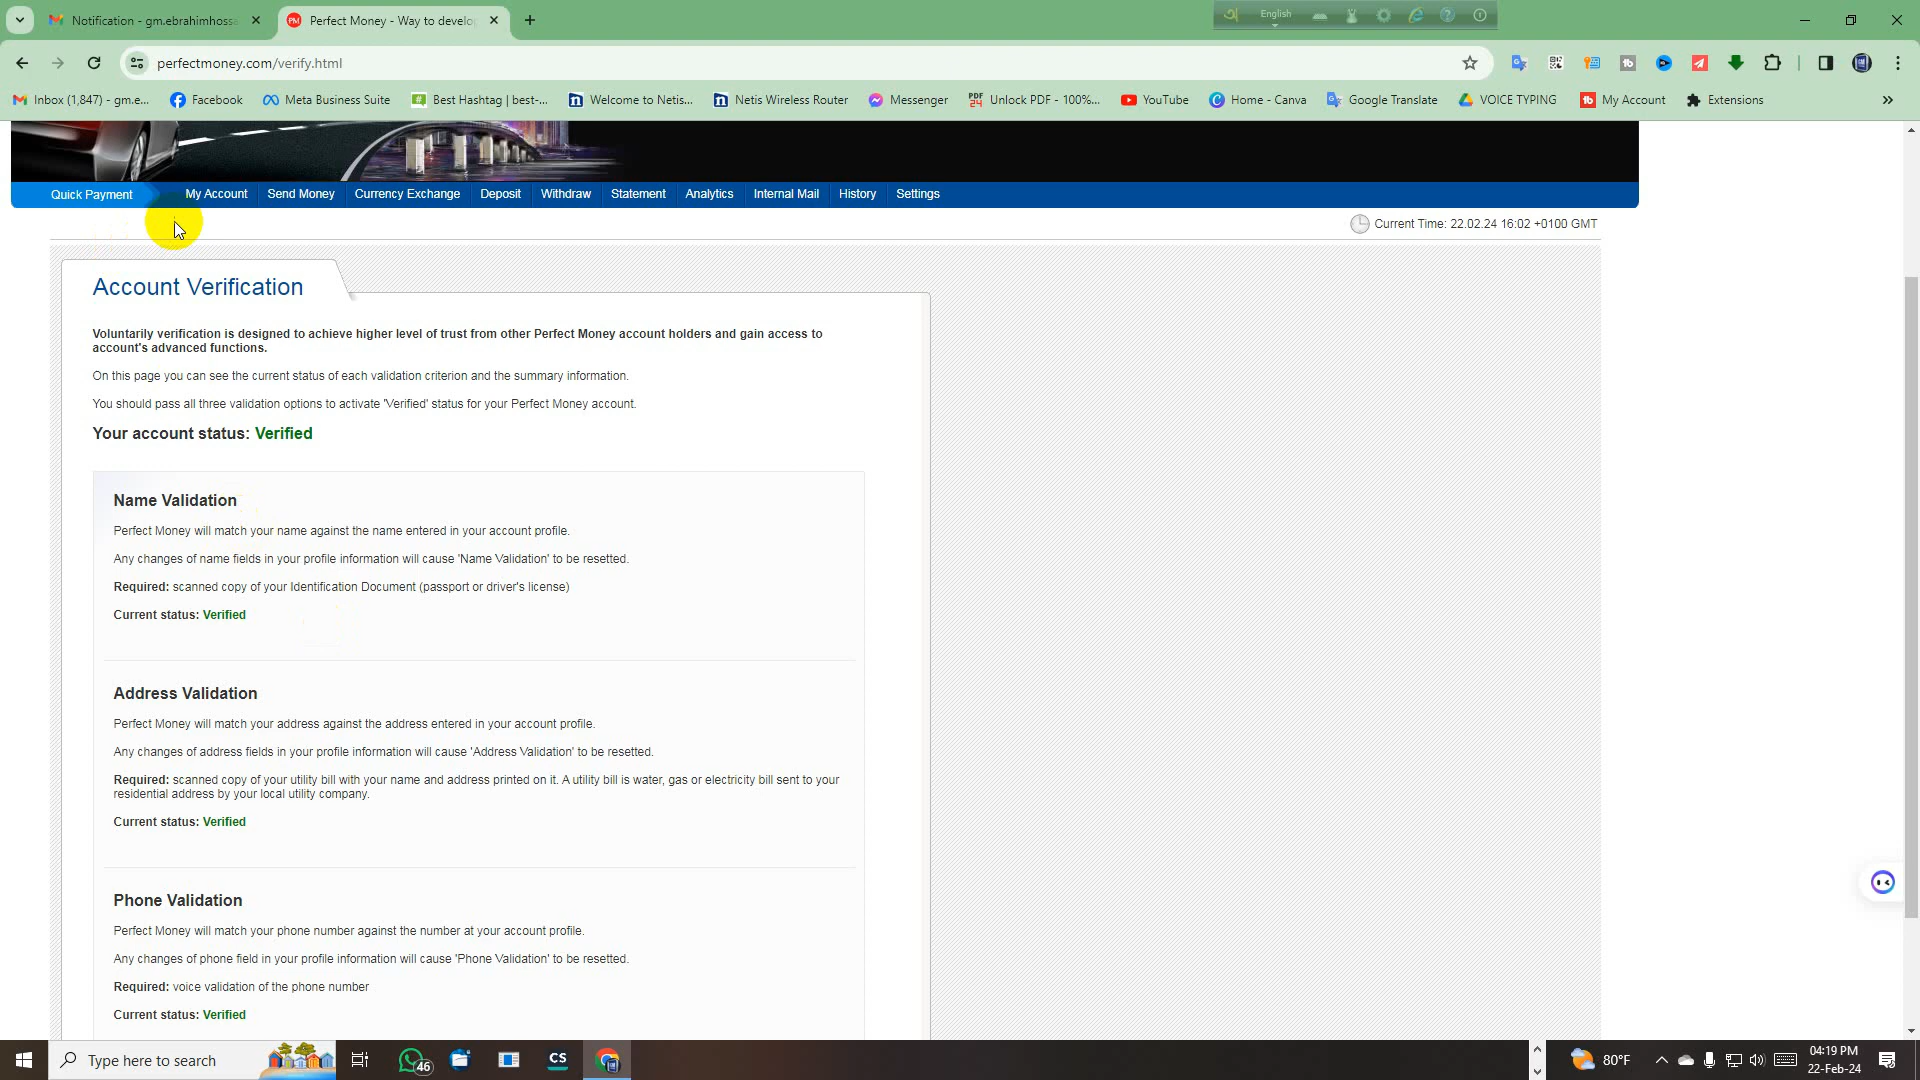 Notification - gm.ebrahimhossa
Perfect Money - Way to develop
English
perfectmoney.com/verify.html
Inbox (1,847) - gm.e...
Facebook
Meta Business Suite
Best Hashtag | best-...
Welcome to Netis...
Netis Wireless Router
Messenger
Unlock PDF - 100%...
YouTube
Home - Canva
Google Translate
VOICE TYPING
My Account
Extensions
Quick Payment
My Account
Send Money
Currency Exchange
Deposit
Withdraw
Statement
Analytics
Internal Mail
History
Settings
Current Time: 22.02.24 16:02 +0100 GMT
Account Verification
Voluntarily verification is designed to achieve higher level of trust from other Perfect Money account holders and gain access to
account's advanced functions.
On this page you can see the current status of each validation criterion and the summary information.
You should pass all three validation options to activate 'Verified' status for your Perfect Money account.
Your account status: Verified
Name Validation
Perfect Money will match your name against the name entered in your account profile.
Any changes of name fields in your profile information will cause 'Name Validation' to be resetted.
Required: scanned copy of your Identification Document (passport or driver's license)
Current status: Verified
Address Validation
Perfect Money will match your address against the address entered in your account profile.
Any changes of address fields in your profile information will cause 'Address Validation' to be resetted.
Required: scanned copy of your utility bill with your name and address printed on it. A utility bill is water, gas or electricity bill sent to your
residential address by your local utility company.
Current status: Verified
Phone Validation
Perfect Money will match your phone number against the number at your account profile.
Any changes of phone field in your profile information will cause 'Phone Validation' to be resetted.
Required: voice validation of the phone number
Current status: Verified
Type here to search
46
CS
80°F
04:19 PM
22-Feb-24